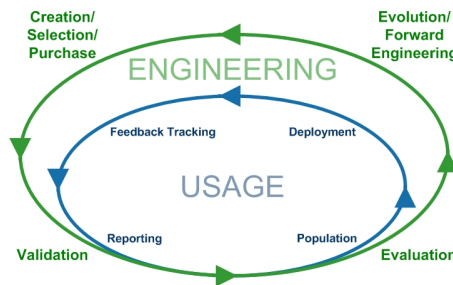 Creation/
Selection/
Purchase
Evolution/
Forward
Engineering
ENGINEERING
Feedback Tracking
Deployment
USAGE
Reporting
Population
Validation
Evaluation